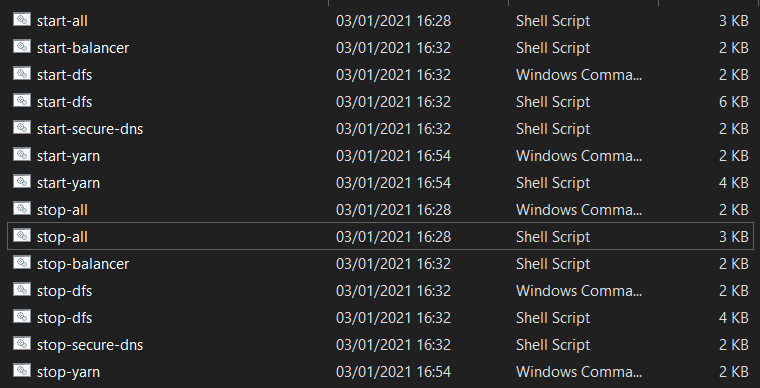 start-all 03/01/2021 16:28 Shell Script 3 KB
start-balancer 03/01/2021 16:32 Shell Script 2 KB
start-dfs 03/01/2021 16:32 Windows Comma... 2 KB
start-dfs 03/01/2021 16:32 Shell Script 6 KB
start-secure-dns 03/01/2021 16:32 Shell Script 2 KB
start-yarn 03/01/2021 16:54 Windows Comma... 2 KB
start-yarn 03/01/2021 16:54 Shell Script 4 KB
stop-all 03/01/2021 16:28 Windows Comma... 2 KB
stop-all 03/01/2021 16:28 Shell Script 3 KB
stop-balancer 03/01/2021 16:32 Shell Script 2 KB
stop-dfs 03/01/2021 16:32 Windows Comma... 2 KB
stop-dfs 03/01/2021 16:32 Shell Script 4 KB
stop-secure-dns 03/01/2021 16:32 Shell Script 2 KB
stop-yarn 03/01/2021 16:54 Windows Comma... 2 KB